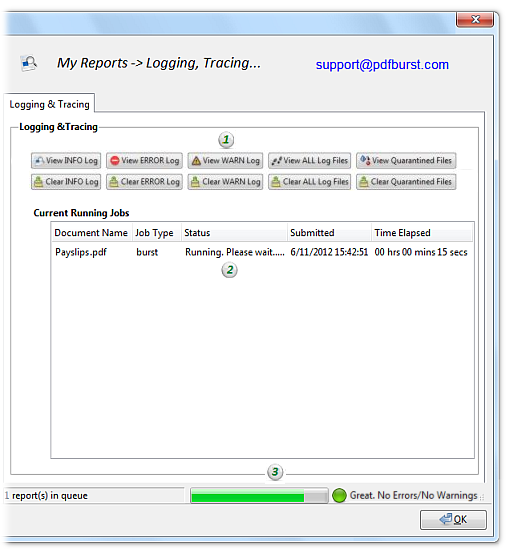 My Reports -> Logging, Tracing...
support@pdfburst.com
Logging & Tracing
Logging &Tracing
1
View INFO Log View ERROR Log View WARN Log View ALL Log Files View Quarantined Files
Clear INFO Log Clear ERROR Log Clear WARN Log Clear ALL Log Files Clear Quarantined Files
Current Running Jobs
Document Name Job Type Status Submitted Time Elapsed
Payslips.pdf burst Running. Please wait..... 6/11/2012 15:42:51 00 hrs 00 mins 15 secs
2
3
1 report(s) in queue Great. No Errors/No Warnings
OK